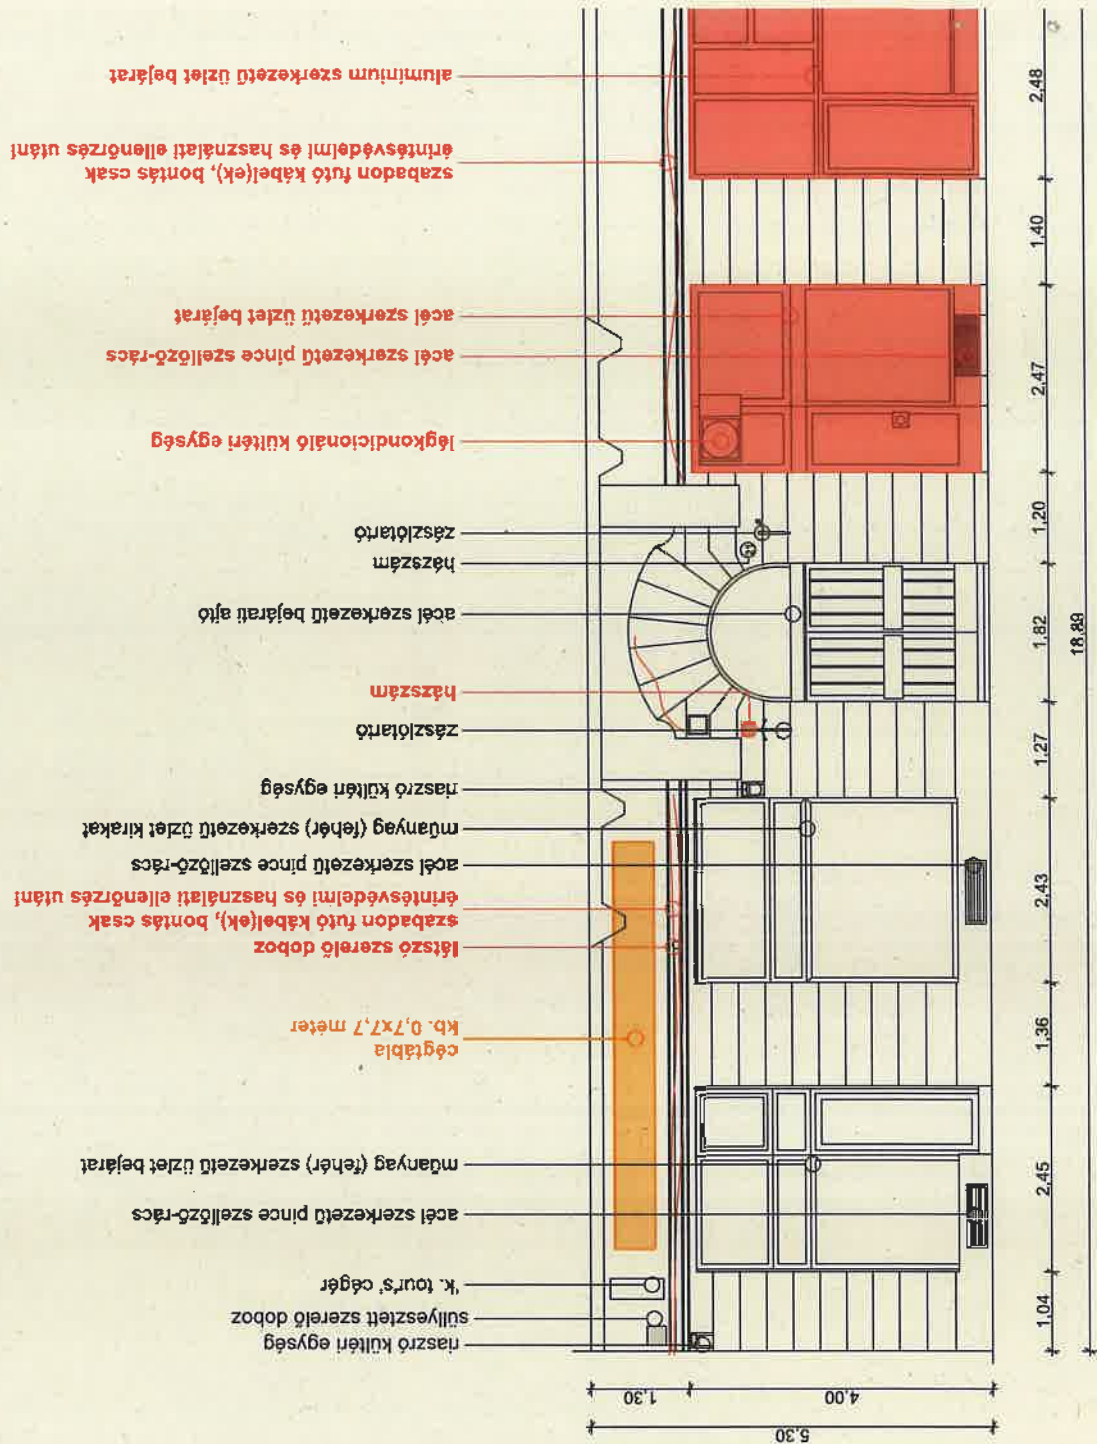 5,30
4,00
1,30
riaszró kültéri egység
süllyesztett szerelő doboz
'k. tour's' cégér
acél szerkezetű pince szellőző-rács
műanyag (fehér) szerkezetű üzlet bejárat
cégtábla
kb. 0,7x7,7 méter
látszó szerelő doboz
szabadon futó kábel(ek), bontás csak
érintésvédelmi és használati ellenőrzés után!
acél szerkezetű pince szellőző-rács
műanyag (fehér) szerkezetű üzlet kirakat
riaszró kültéri egység
zászlótartó
házszám
acél szerkezetű bejárati ajtó
házszám
zászlótartó
légkondicionáló kültéri egység
acél szerkezetű pince szellőző-rács
acél szerkezetű üzlet bejárat
szabadon futó kábel(ek), bontás csak
érintésvédelmi és használati ellenőrzés után!
alumínium szerkezetű üzlet bejárat
1,04
2,45
1,36
2,43
1,27
1,82
1,20
2,47
1,40
2,48
18,89